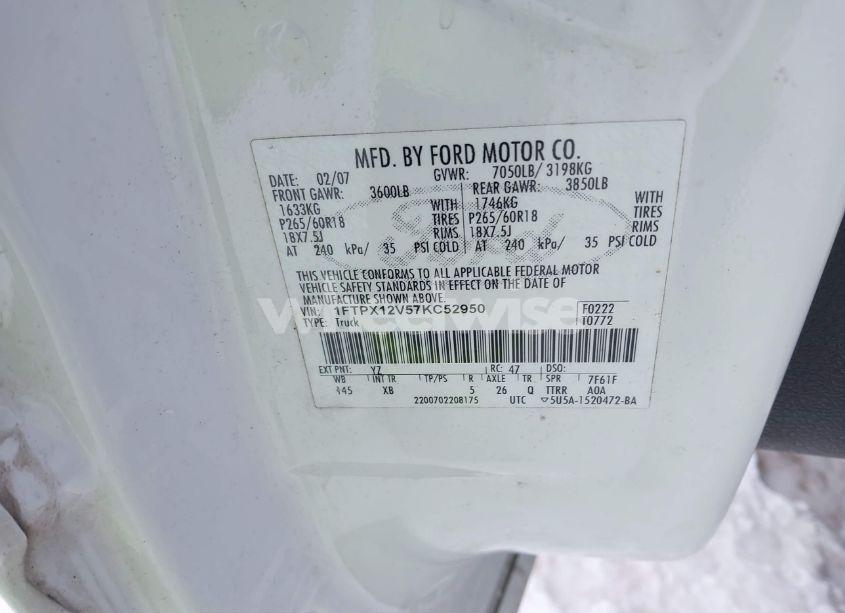 MFD. BY FORD MOTOR CO.
DATE: 02/07 GVWR: 7050LB/ 3198KG
FRONT GAWR: 3600LB REAR GAWR: 3850LB
1633KG WITH 1746KG WITH
P265/60R18 TIRES P265/60R18 TIRES
18X7.5J RIMS 18X7.5J RIMS
AT 240 kPa/ 35 PSI COLD AT 240 kPa/ 35 PSI COLD
Ford
THIS VEHICLE CONFORMS TO ALL APPLICABLE FEDERAL MOTOR
VEHICLE SAFETY STANDARDS IN EFFECT ON THE DATE OF
MANUFACTURE SHOWN ABOVE
VIN: 1FTPX12V57KC52950 F0222
TYPE: Truck T0772
EXT PNT: YZ RC: 47 DSO:
WB INT TR TP/PS R AXLE TR SPR 7F61F
145 XB 5 26 Q TTRR A0A
2200702208175 UTC 5U5A-1520472-BA